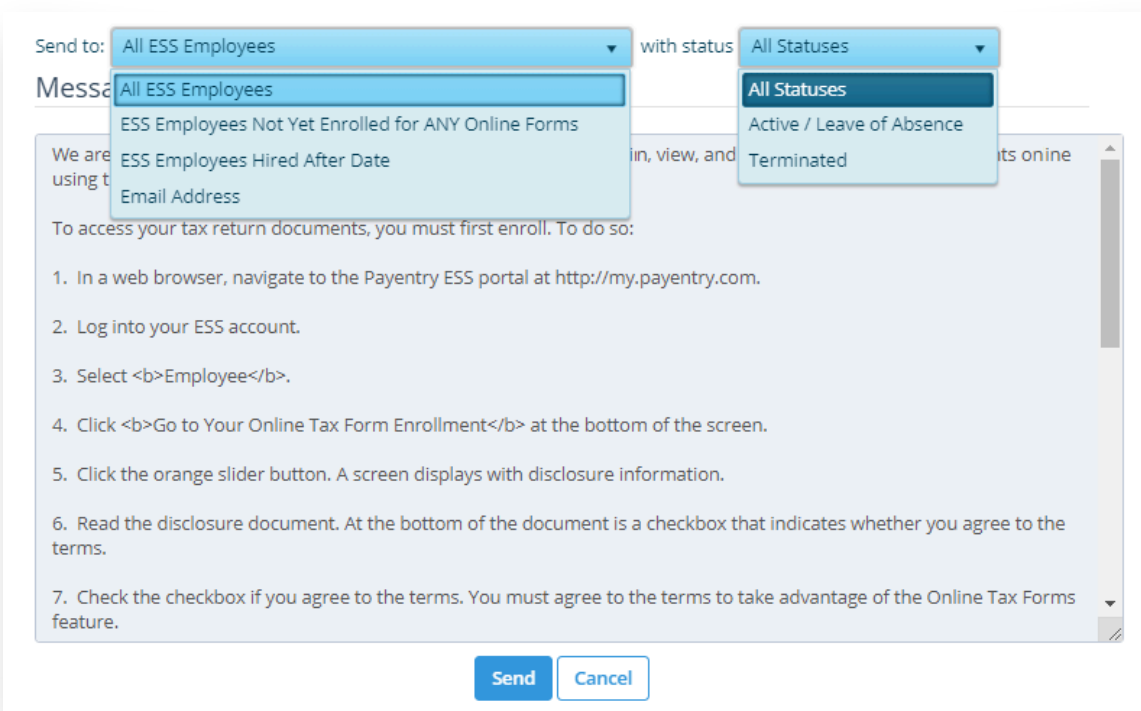 Send to: All ESS Employees with status All Statuses
Messa
All ESS Employees
ESS Employees Not Yet Enrolled for ANY Online Forms
ESS Employees Hired After Date
Email Address
All Statuses
Active / Leave of Absence
Terminated
We are in, view, and ts onine
using t
To access your tax return documents, you must first enroll. To do so:
1. In a web browser, navigate to the Payentry ESS portal at http://my.payentry.com.
2. Log into your ESS account.
3. Select <b>Employee</b>.
4. Click <b>Go to Your Online Tax Form Enrollment</b> at the bottom of the screen.
5. Click the orange slider button. A screen displays with disclosure information.
6. Read the disclosure document. At the bottom of the document is a checkbox that indicates whether you agree to the
terms.
7. Check the checkbox if you agree to the terms. You must agree to the terms to take advantage of the Online Tax Forms
feature.
Send Cancel